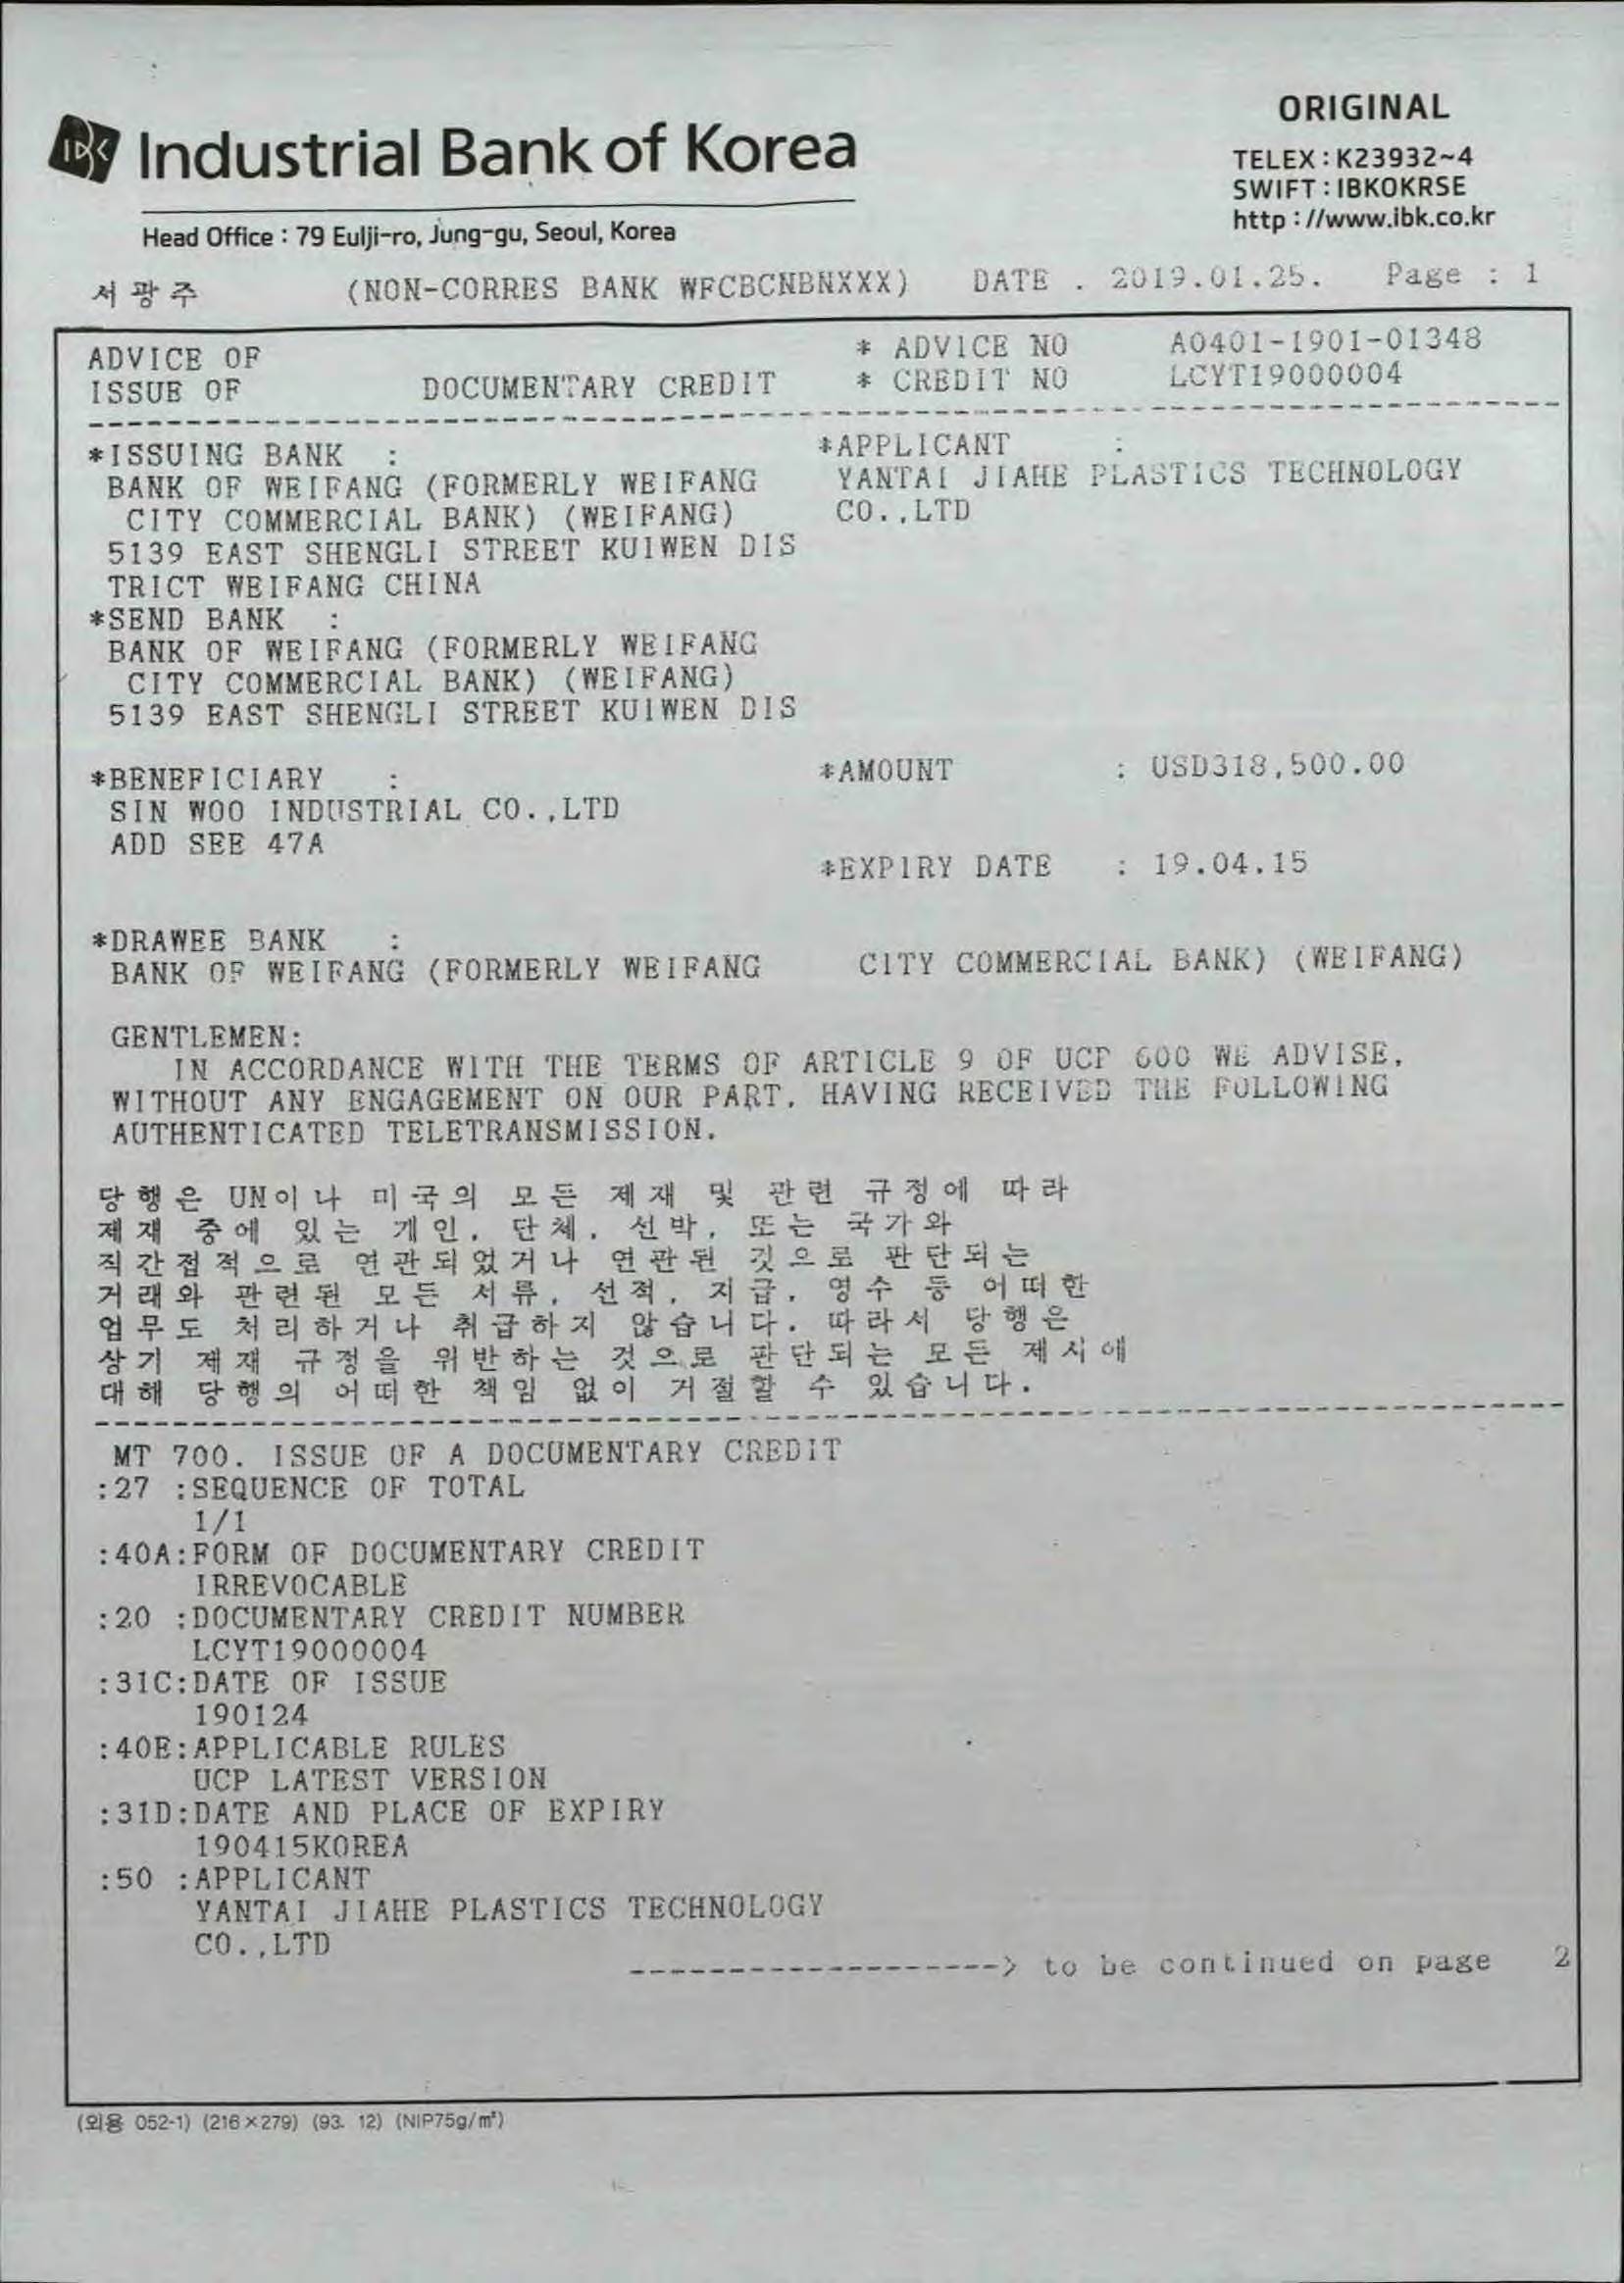 ORIGINAL
IBK Industrial Bank of Korea
TELEX : K23932~4
SWIFT : IBKOKRSE
http : //www.ibk.co.kr
Head Office : 79 Eulji-ro, Jung-gu, Seoul, Korea
서광주 (NON-CORRES BANK WFCBCNBNXXX) DATE . 2019.01.25. Page : 1
ADVICE OF * ADVICE NO A0401-1901-01348
ISSUE OF DOCUMENTARY CREDIT * CREDIT NO LCYT19000004
*ISSUING BANK : *APPLICANT :
BANK OF WEIFANG (FORMERLY WEIFANG YANTAI JIAHE PLASTICS TECHNOLOGY
CITY COMMERCIAL BANK) (WEIFANG) CO.,LTD
5139 EAST SHENGLI STREET KUIWEN DIS
TRICT WEIFANG CHINA
*SEND BANK :
BANK OF WEIFANG (FORMERLY WEIFANG
CITY COMMERCIAL BANK) (WEIFANG)
5139 EAST SHENGLI STREET KUIWEN DIS
*BENEFICIARY : *AMOUNT : USD318,500.00
SIN WOO INDUSTRIAL CO.,LTD
ADD SEE 47A
*EXPIRY DATE : 19.04.15
*DRAWEE BANK :
BANK OF WEIFANG (FORMERLY WEIFANG CITY COMMERCIAL BANK) (WEIFANG)
GENTLEMEN:
IN ACCORDANCE WITH THE TERMS OF ARTICLE 9 OF UCP 600 WE ADVISE,
WITHOUT ANY ENGAGEMENT ON OUR PART, HAVING RECEIVED THE FOLLOWING
AUTHENTICATED TELETRANSMISSION.
당행은 UN이나 미국의 모든 제재 및 관련 규정에 따라
제재 중에 있는 개인, 단체, 선박, 또는 국가와
직간접적으로 연관되었거나 연관된 것으로 판단되는
거래와 관련된 모든 서류, 선적, 지급, 영수 등 어떠한
업무도 처리하거나 취급하지 않습니다. 따라서 당행은
상기 제재 규정을 위반하는 것으로 판단되는 모든 제시에
대해 당행의 어떠한 책임 없이 거절할 수 있습니다.
MT 700. ISSUE OF A DOCUMENTARY CREDIT
:27 :SEQUENCE OF TOTAL
1/1
:40A:FORM OF DOCUMENTARY CREDIT
IRREVOCABLE
:20 :DOCUMENTARY CREDIT NUMBER
LCYT19000004
:31C:DATE OF ISSUE
190124
:40E:APPLICABLE RULES
UCP LATEST VERSION
:31D:DATE AND PLACE OF EXPIRY
190415KOREA
:50 :APPLICANT
YANTAI JIAHE PLASTICS TECHNOLOGY
CO.,LTD
-------------------> to be continued on page 2
(외용 052-1) (216×279) (93. 12) (NIP75g/㎡)